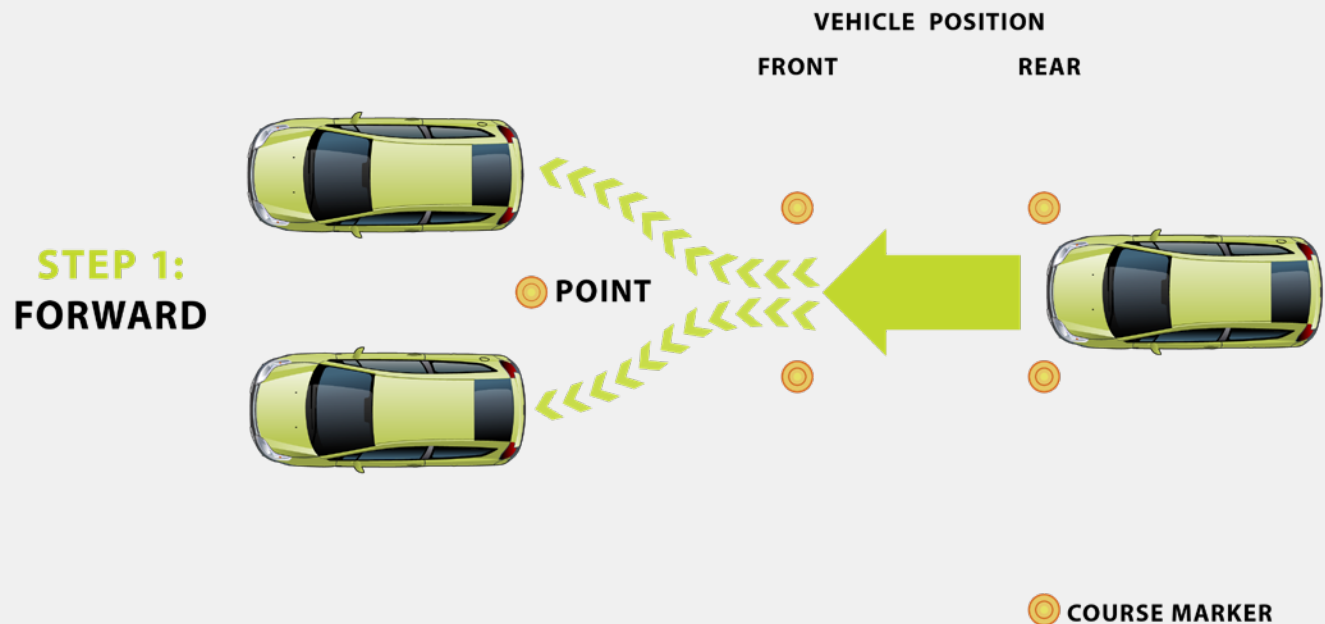 VEHICLE POSITION
FRONT REAR
STEP 1:
FORWARD
POINT
COURSE MARKER